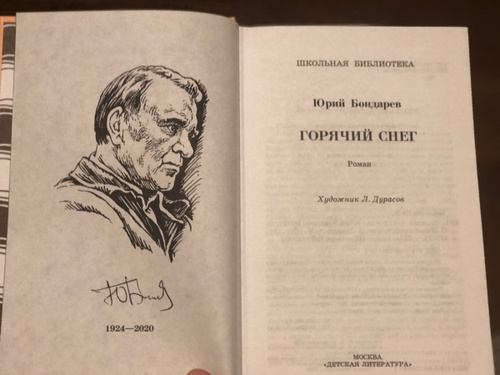 1924—2020
ШКОЛЬНАЯ БИБЛИОТЕКА
Юрий Бондарев
ГОРЯЧИЙ СНЕГ
Роман
Художник Л. Дурасов
МОСКВА
«ДЕТСКАЯ ЛИТЕРАТУРА»